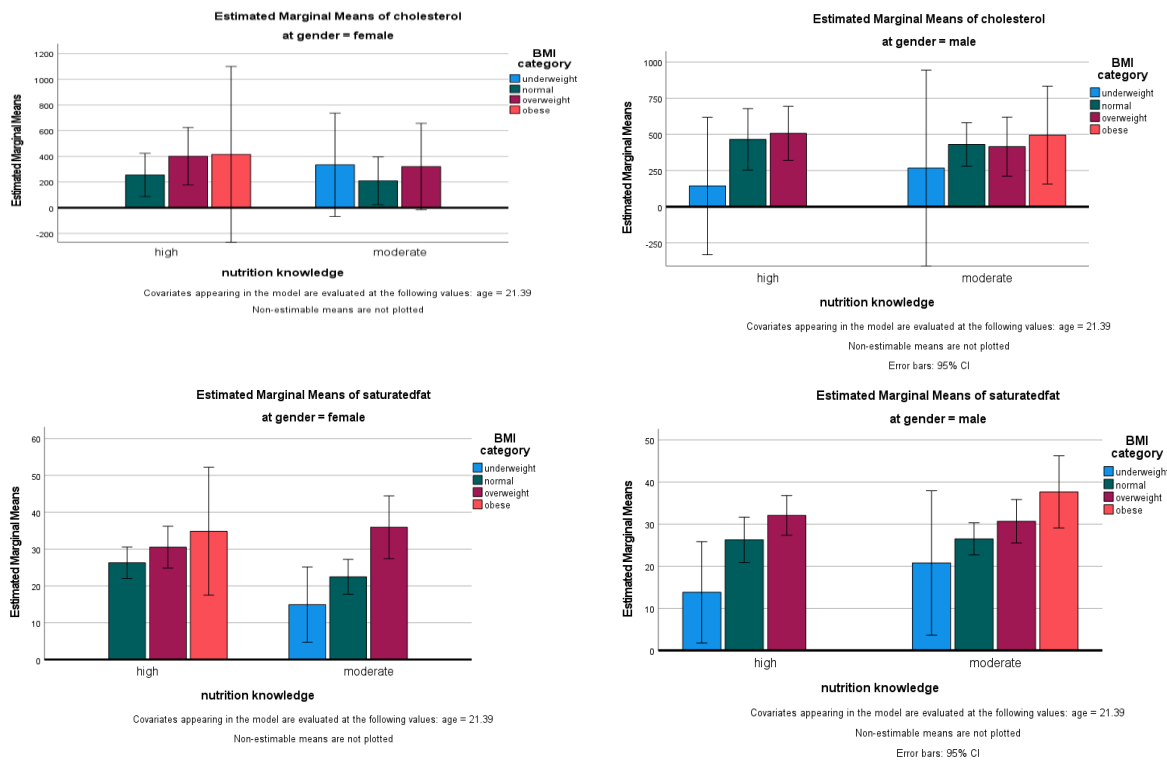 Estimated Marginal Means of cholesterol
at gender = female
BMI
category
underweight
normal
overweight
obese
Estimated Marginal Means
1200
1000
800
600
400
200
0
-200
high
moderate
nutrition knowledge
Covariates appearing in the model are evaluated at the following values: age = 21.39
Non-estimable means are not plotted
Estimated Marginal Means of cholesterol
at gender = male
BMI
category
underweight
normal
overweight
obese
Estimated Marginal Means
1000
750
500
250
0
-250
high
moderate
nutrition knowledge
Covariates appearing in the model are evaluated at the following values: age = 21.39
Non-estimable means are not plotted
Error bars: 95% CI
Estimated Marginal Means of saturatedfat
at gender = female
BMI
category
underweight
normal
overweight
obese
Estimated Marginal Means
60
50
40
30
20
10
0
high
moderate
nutrition knowledge
Covariates appearing in the model are evaluated at the following values: age = 21.39
Non-estimable means are not plotted
Estimated Marginal Means of saturatedfat
at gender = male
BMI
category
underweight
normal
overweight
obese
Estimated Marginal Means
50
40
30
20
10
0
high
moderate
nutrition knowledge
Covariates appearing in the model are evaluated at the following values: age = 21.39
Non-estimable means are not plotted
Error bars: 95% CI